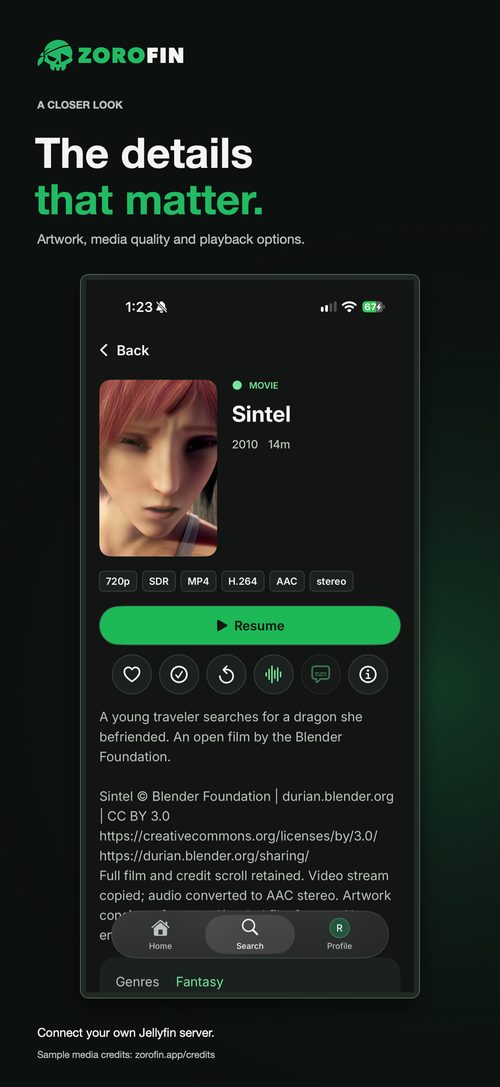 ZOROFIN
A CLOSER LOOK
The details
that matter.
Artwork, media quality and playback options.
1:23
67
Back
MOVIE
Sintel
2010 14m
720p SDR MP4 H.264 AAC stereo
Resume
A young traveler searches for a dragon she
befriended. An open film by the Blender
Foundation.
Sintel © Blender Foundation | durian.blender.org
| CC BY 3.0
https://creativecommons.org/licenses/by/3.0/
https://durian.blender.org/sharing/
Full film and credit scroll retained. Video stream
copied; audio converted to AAC stereo. Artwork
Home Search R Profile
Genres Fantasy
Connect your own Jellyfin server.
Sample media credits: zorofin.app/credits